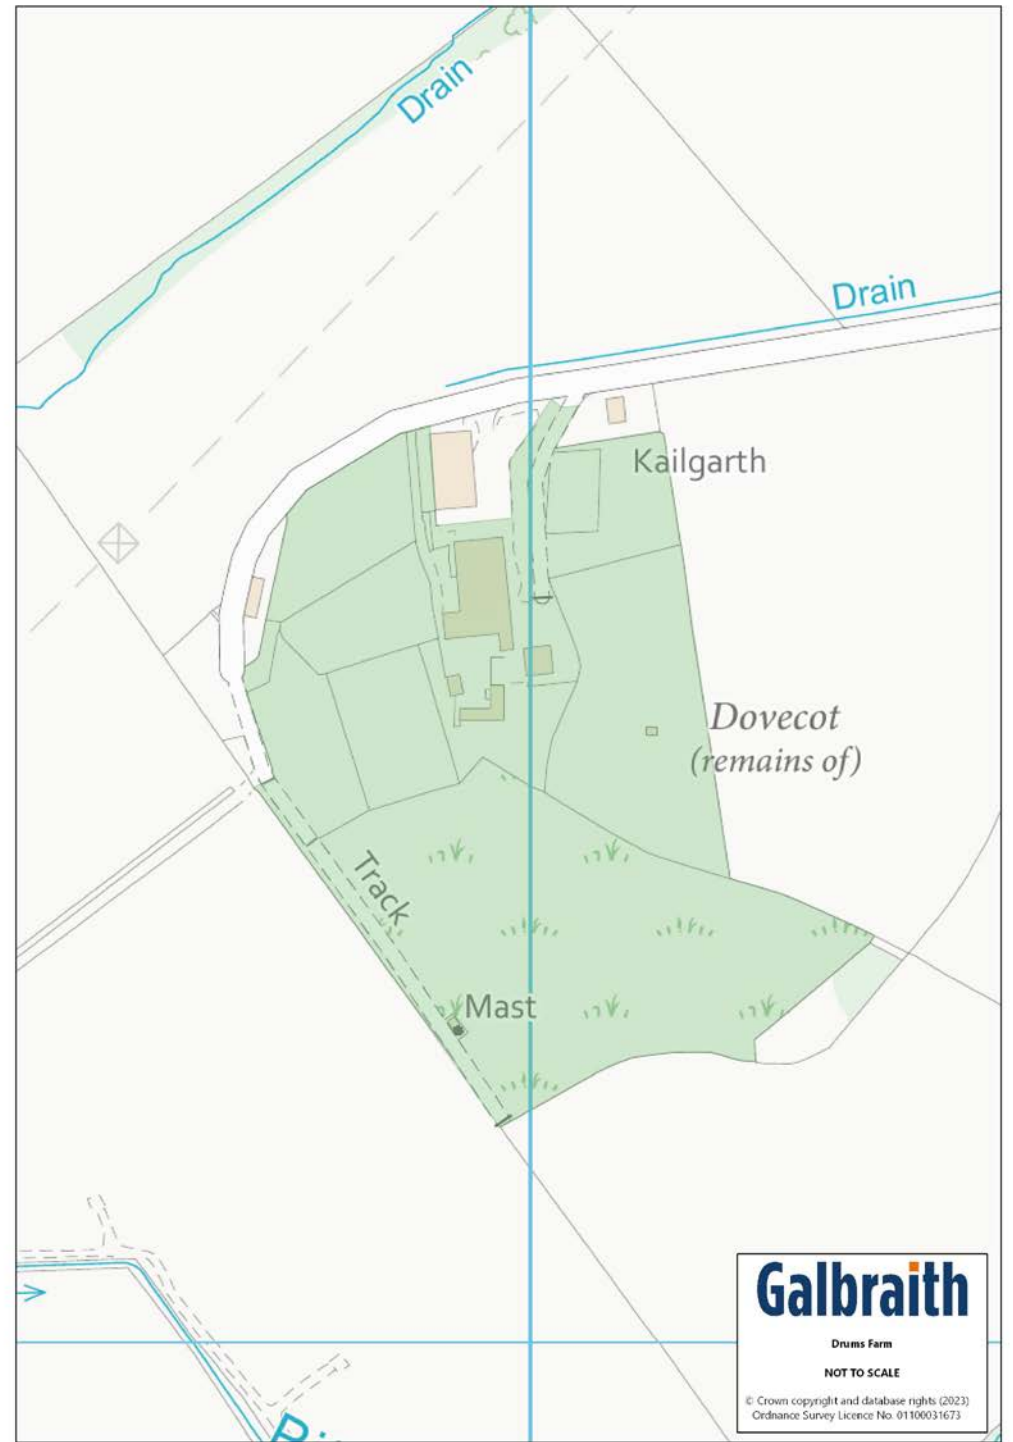 Drain
Drain
Kailgarth
Dovecot
(remains of)
Track
Mast
Galbraith
Drums Farm
NOT TO SCALE
© Crown copyright and database rights (2023)
Ordnance Survey Licence No. 01100031673